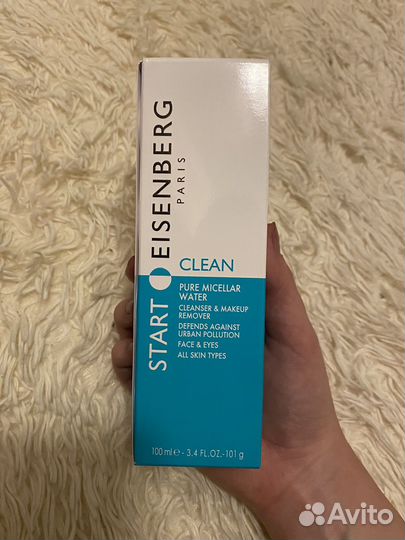 START
EISENBERG
PARIS
CLEAN
PURE MICELLAR
WATER
CLEANSER & MAKEUP
REMOVER
DEFENDS AGAINST
URBAN POLLUTION
FACE & EYES
ALL SKIN TYPES
100 ml ℮ - 3.4 FL.OZ.-101 g
Avito